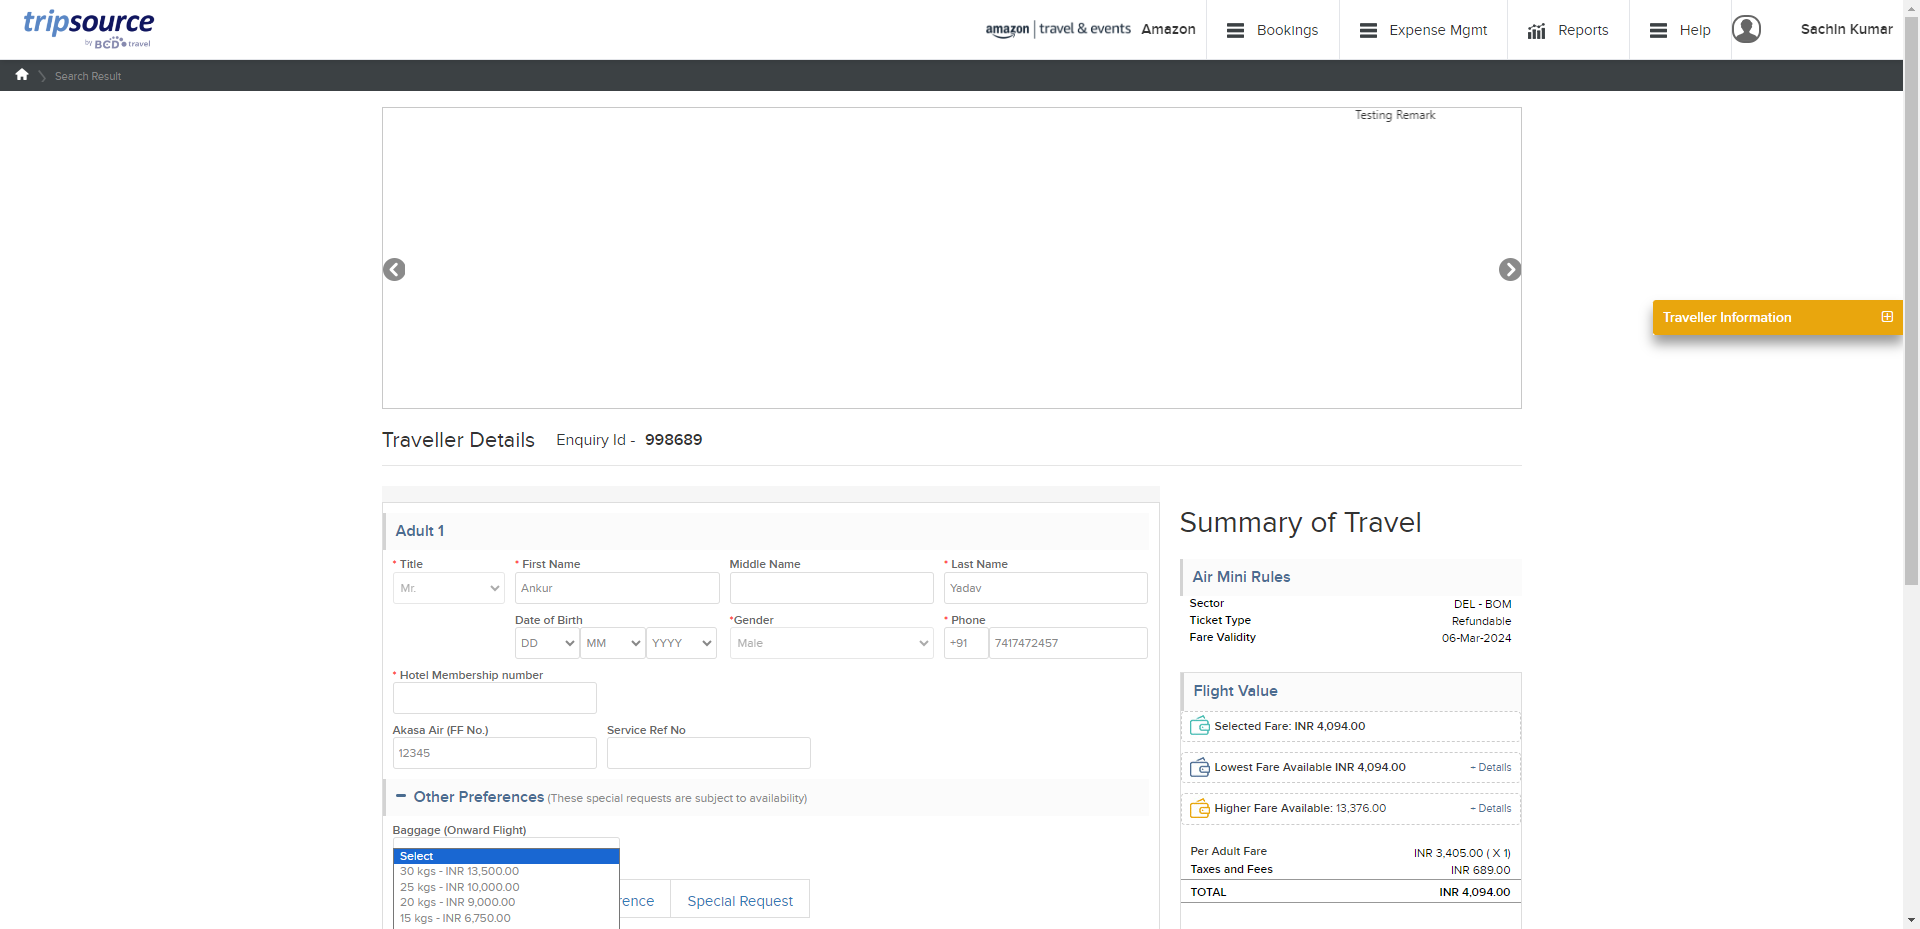 tripsource
by BCD travel
amazon | travel & events Amazon
Bookings
Expense Mgmt
Reports
Help
Sachin Kumar
Search Result
Testing Remark
Traveller Information
Traveller Details Enquiry Id - 998689
Adult 1
* Title
* First Name
Middle Name
* Last Name
Mr.
Ankur
Yadav
Date of Birth
*Gender
* Phone
DD
MM
YYYY
Male
+91
7417472457
* Hotel Membership number
Akasa Air (FF No.)
Service Ref No
12345
Other Preferences (These special requests are subject to availability)
Baggage (Onward Flight)
Select
30 kgs - INR 13,500.00
25 kgs - INR 10,000.00
20 kgs - INR 9,000.00
15 kgs - INR 6,750.00
rence
Special Request
Summary of Travel
Air Mini Rules
Sector DEL - BOM
Ticket Type Refundable
Fare Validity 06-Mar-2024
Flight Value
Selected Fare: INR 4,094.00
Lowest Fare Available INR 4,094.00 + Details
Higher Fare Available: 13,376.00 + Details
Per Adult Fare INR 3,405.00 ( X 1)
Taxes and Fees INR 689.00
TOTAL INR 4,094.00